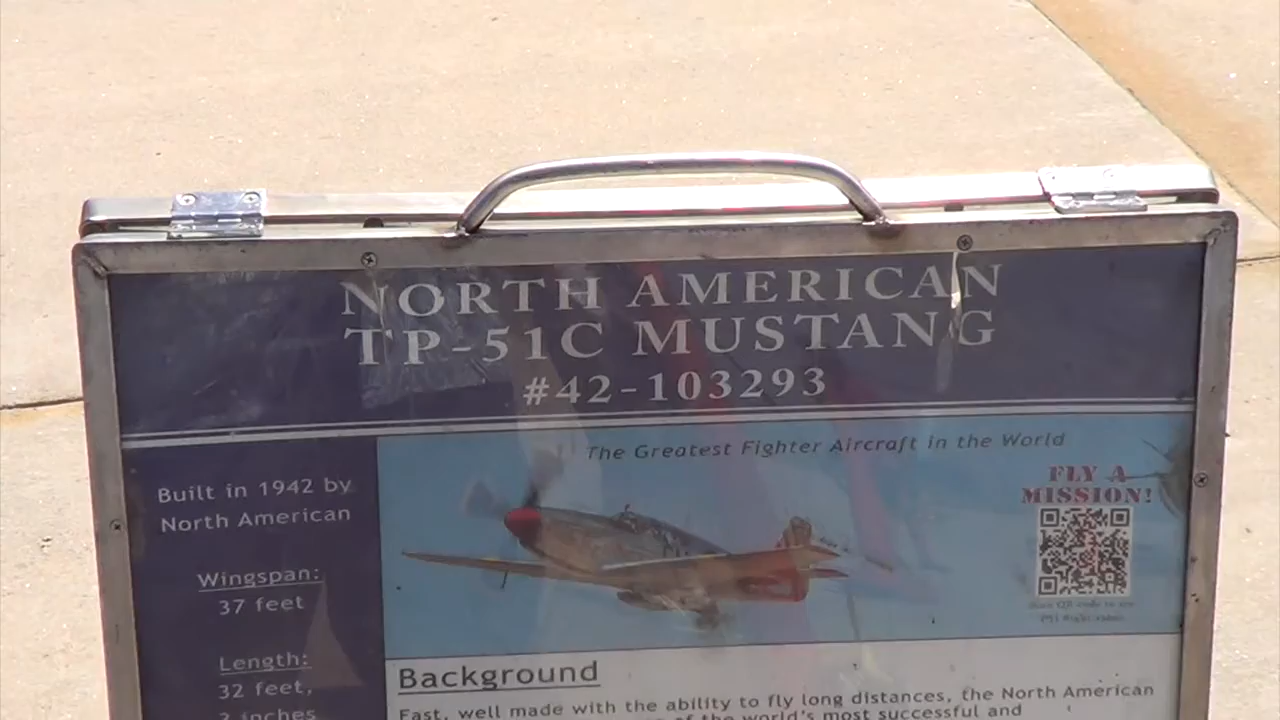 NORTH AMERICAN
TP-51C MUSTANG
#42-103293
The Greatest Fighter Aircraft in the World
FLY A
MISSION!
Built in 1942 by
North American
Wingspan:
37 feet
Length:
32 feet,
3 inches
Background
Fast, well made with the ability to fly long distances, the North American
of the world's most successful and